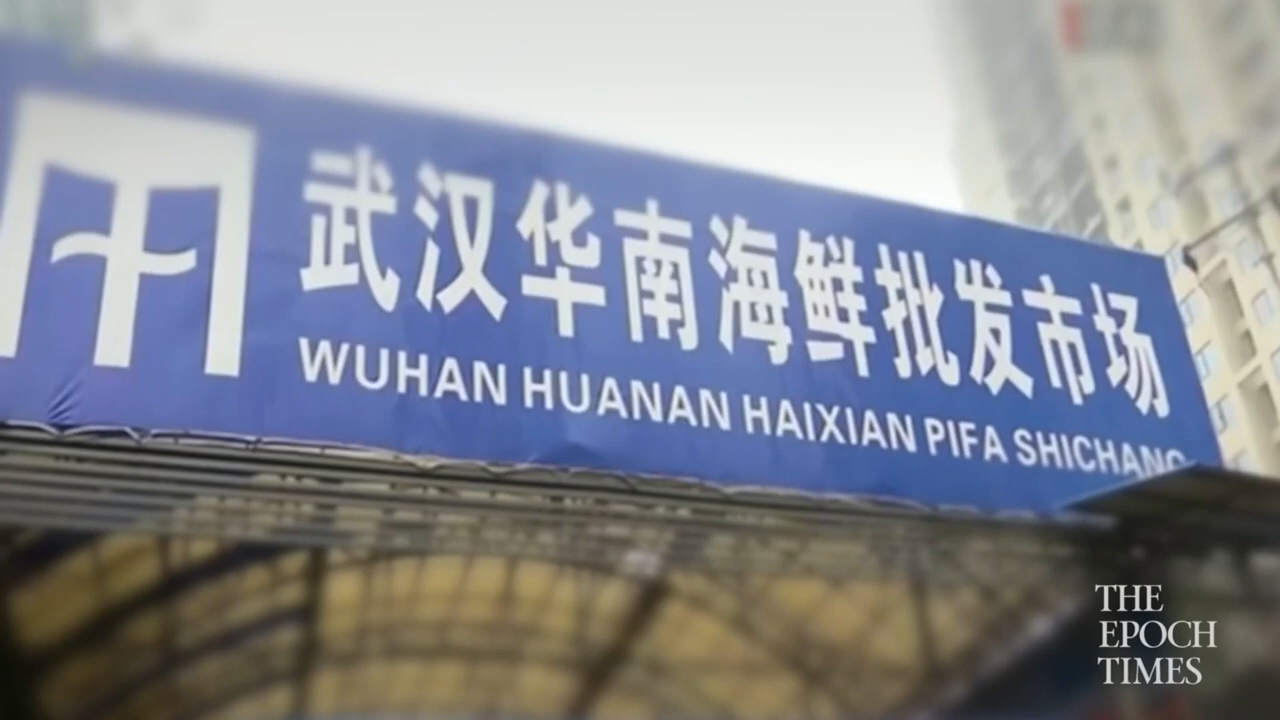 武汉华南海鲜批发市场
WUHAN HUANAN HAIXIAN PIFA SHICHANG
THE
EPOCH
TIMES